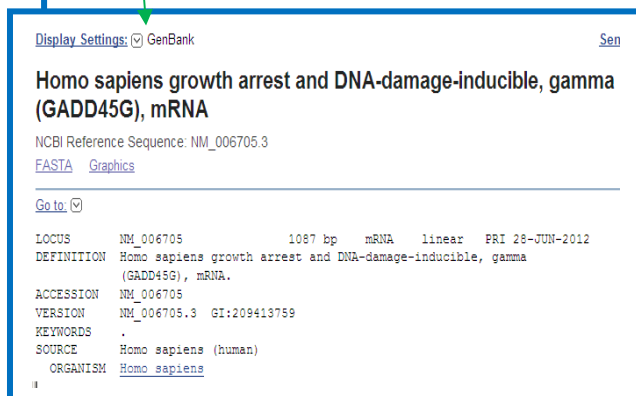 Display Settings: GenBank Sen
Homo sapiens growth arrest and DNA-damage-inducible, gamma
(GADD45G), mRNA
NCBI Reference Sequence: NM_006705.3
FASTA Graphics
Go to:
LOCUS NM_006705 1087 bp mRNA linear PRI 28-JUN-2012
DEFINITION Homo sapiens growth arrest and DNA-damage-inducible, gamma
(GADD45G), mRNA.
ACCESSION NM_006705
VERSION NM_006705.3 GI:209413759
KEYWORDS .
SOURCE Homo sapiens (human)
ORGANISM Homo sapiens